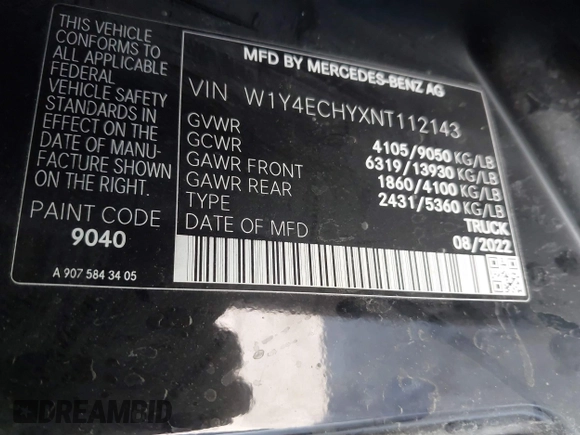 THIS VEHICLE
CONFORMS TO
ALL APPLICABLE
FEDERAL
VEHICLE SAFETY
STANDARDS
IN EFFECT ON THE
DATE OF MANU-
FACTURE SHOWN
ON THE RIGHT.
PAINT CODE
9040
A 907 584 34 05
MFD BY MERCEDES-BENZ AG
VIN W1Y4ECHYXNT112143
GVWR 4105/9050 KG/LB
GCWR 6319/13930 KG/LB
GAWR FRONT 1860/4100 KG/LB
GAWR REAR 2431/5360 KG/LB
TYPE TRUCK
DATE OF MFD 08/2022
DREAMBID